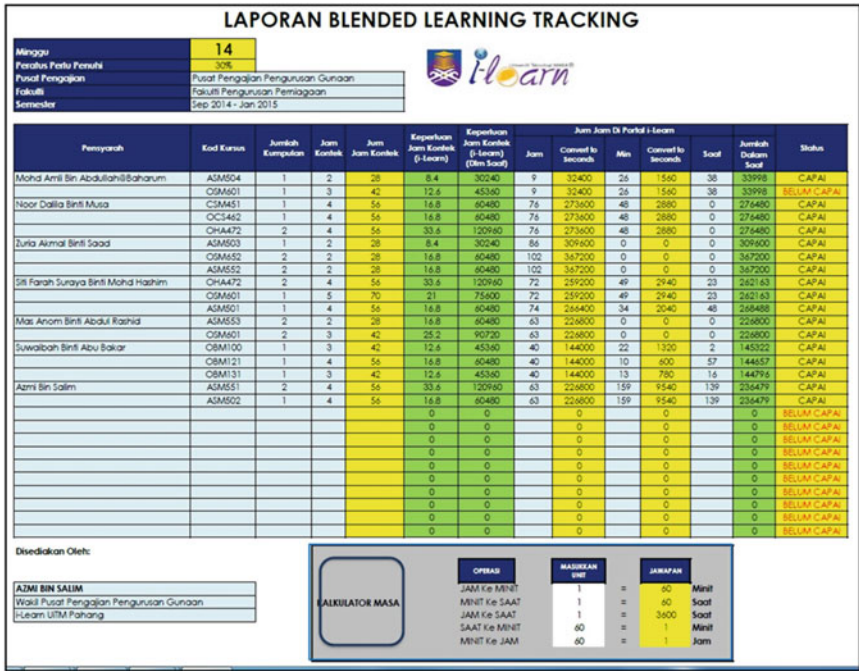 LAPORAN BLENDED LEARNING TRACKING
Minggu 14
Peratus Perlu Penuhi 30%
Pusat Pengajian Pusat Pengajian Pengurusan Gunaan
Fakulti Fakulti Pengurusan Perniagaan
Semester Sep 2014 - Jan 2015
i-learn
Pensyarah Kod Kursus Jumlah Kumpulan Jam Kontek Jum Jam Kontek Keperluan Jam Kontek (i-Learn) Keperluan Jam Kontek (i-Learn) (Dlm Saat) Jum Jam Di Portal i-Learn Jumlah Dalam Saat Status
Jam Convert to Seconds Min Convert to Seconds Saat
Mohd Amli Bin Abdullah@Baharum ASM504 1 2 28 8.4 30240 9 32400 26 1560 38 33998 CAPAI
OSM601 1 3 42 12.6 45360 9 32400 26 1560 38 33998 BELUM CAPAI
Noor Dalila Binti Musa CSM451 1 4 56 16.8 60480 76 273600 48 2880 0 276480 CAPAI
OCS462 1 4 56 16.8 60480 76 273600 48 2880 0 276480 CAPAI
OHA472 2 4 56 33.6 120960 76 273600 48 2880 0 276480 CAPAI
Zuria Akmal Binti Saad ASM503 1 2 28 8.4 30240 86 309600 0 0 0 309600 CAPAI
OSM652 2 2 28 16.8 60480 102 367200 0 0 0 367200 CAPAI
ASM552 2 2 28 16.8 60480 102 367200 0 0 0 367200 CAPAI
Siti Farah Suraya Binti Mohd Hashim OHA472 2 4 56 33.6 120960 72 259200 49 2940 23 262163 CAPAI
OSM601 1 5 70 21 75600 72 259200 49 2940 23 262163 CAPAI
ASM501 1 4 56 16.8 60480 74 266400 34 2040 48 268488 CAPAI
Mas Anom Binti Abdul Rashid ASM553 2 2 28 16.8 60480 63 226800 0 0 0 226800 CAPAI
OSM601 2 3 42 25.2 90720 63 226800 0 0 0 226800 CAPAI
Suwaibah Binti Abu Bakar OBM100 1 3 42 12.6 45360 40 144000 22 1320 2 145322 CAPAI
OBM121 1 4 56 16.8 60480 40 144000 10 600 57 144657 CAPAI
OBM131 1 3 42 12.6 45360 40 144000 13 780 16 144796 CAPAI
Azmi Bin Salim ASM551 2 4 56 33.6 120960 63 226800 159 9540 139 236479 CAPAI
ASM502 1 4 56 16.8 60480 63 226800 159 9540 139 236479 CAPAI
0 0 0 0 0 BELUM CAPAI
0 0 0 0 0 BELUM CAPAI
0 0 0 0 0 BELUM CAPAI
0 0 0 0 0 BELUM CAPAI
0 0 0 0 0 BELUM CAPAI
0 0 0 0 0 BELUM CAPAI
0 0 0 0 0 BELUM CAPAI
0 0 0 0 0 BELUM CAPAI
0 0 0 0 0 BELUM CAPAI
0 0 0 0 0 BELUM CAPAI
Disediakan Oleh:
AZMI BIN SALIM
Wakil Pusat Pengajian Pengurusan Gunaan
i-Learn UiTM Pahang
KALKULATOR MASA
OPERASI MASUKKAN UNIT JAWAPAN
JAM Ke MINIT 1 = 60 Minit
MINIT Ke SAAT 1 = 60 Saat
JAM Ke SAAT 1 = 3600 Saat
SAAT Ke MINIT 60 = 1 Minit
MINIT Ke JAM 60 = 1 Jam